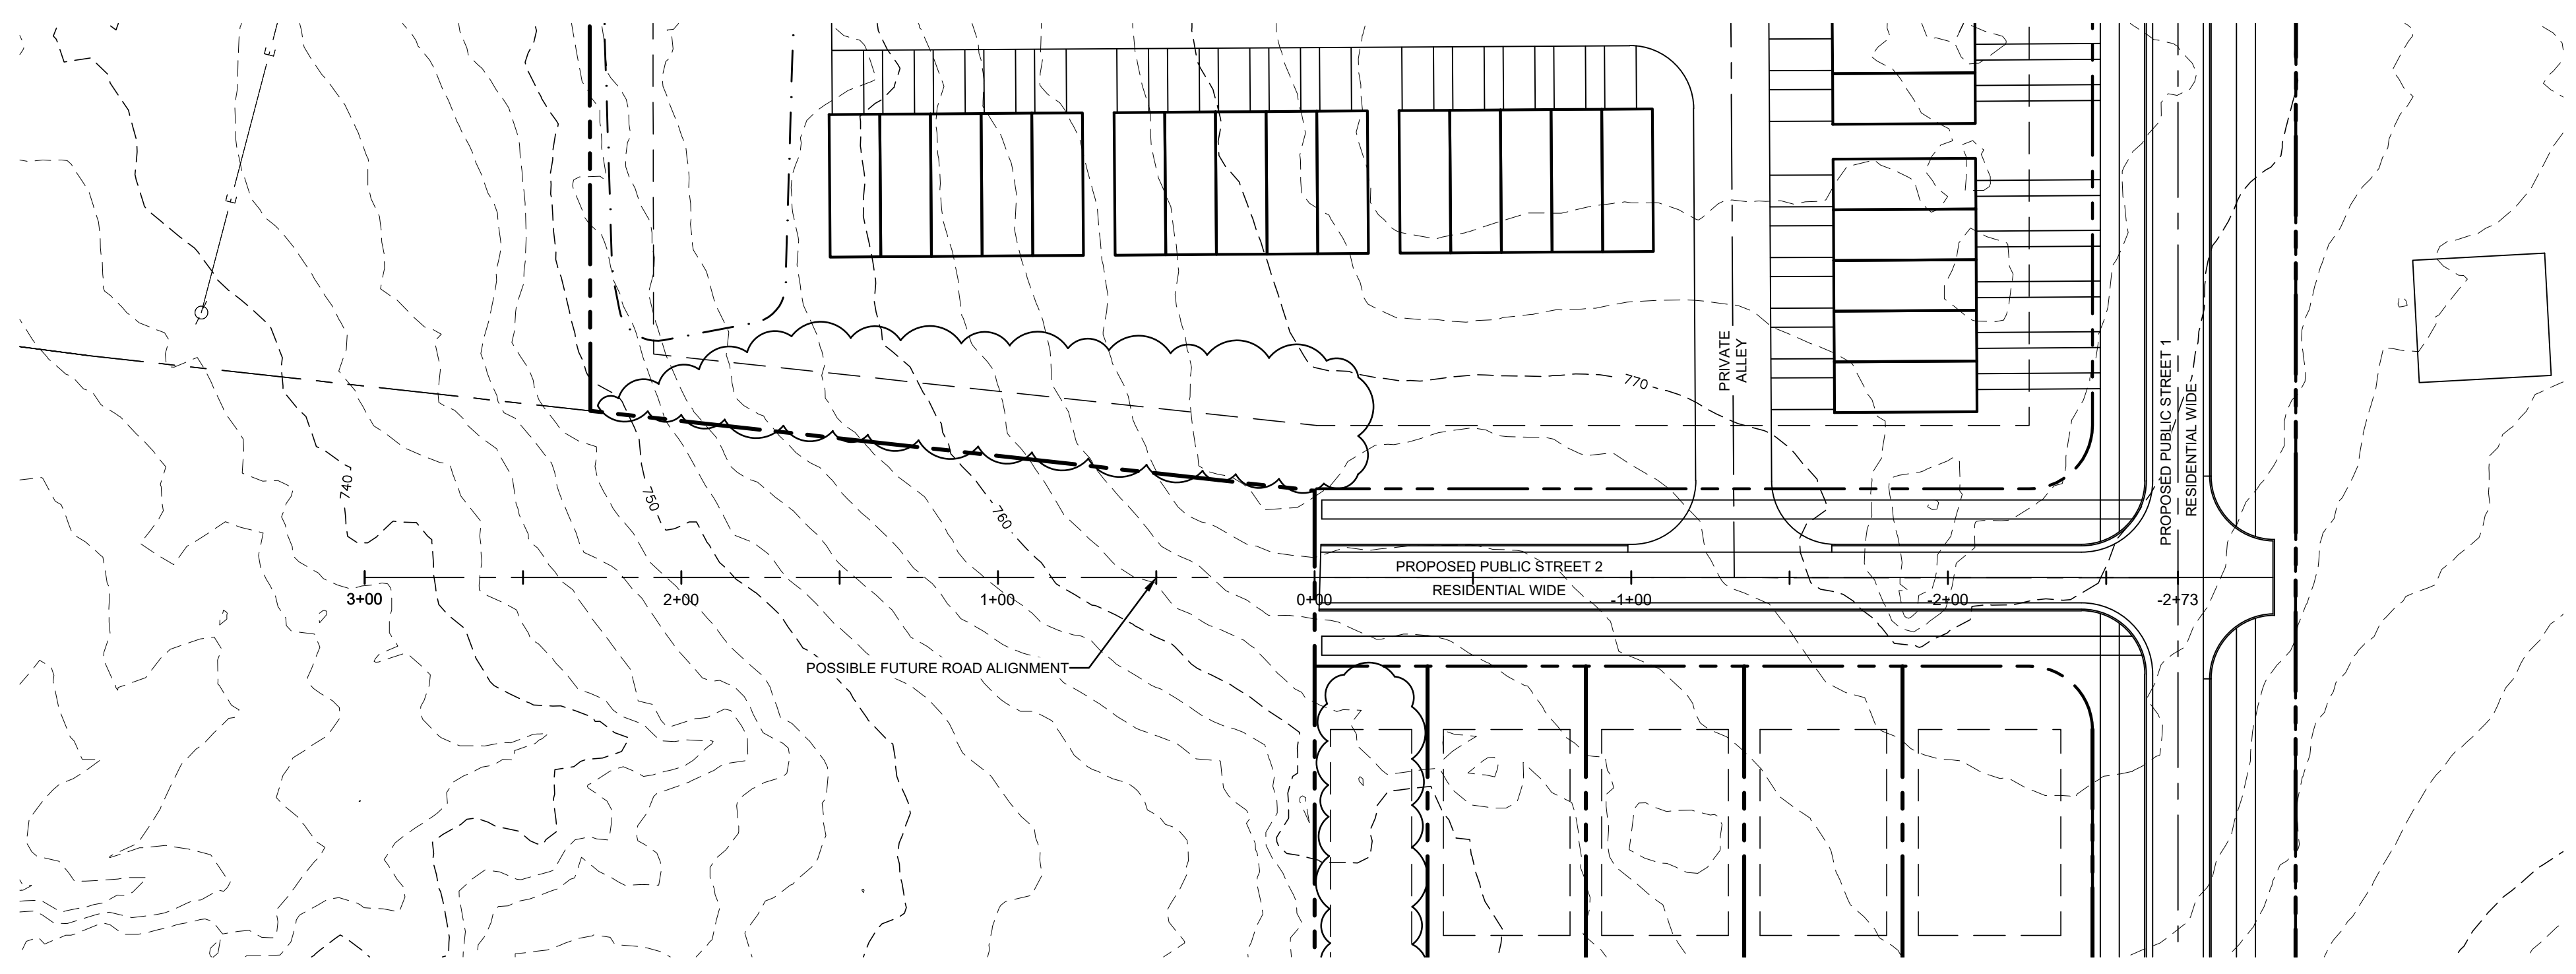 E
E
PRIVATE
ALLEY
PROPOSED PUBLIC STREET 1
RESIDENTIAL WIDE
770
740
750
760
PROPOSED PUBLIC STREET 2
RESIDENTIAL WIDE
3+00
2+00
1+00
0+00
-1+00
-2+00
-2+73
POSSIBLE FUTURE ROAD ALIGNMENT